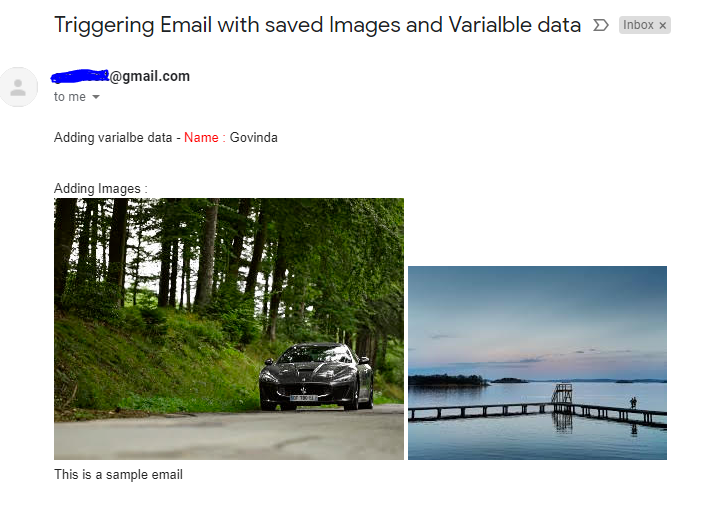 Triggering Email with saved Images and Varialble data
Inbox x
@gmail.com
to me
Adding varialbe data - Name : Govinda
Adding Images :
This is a sample email